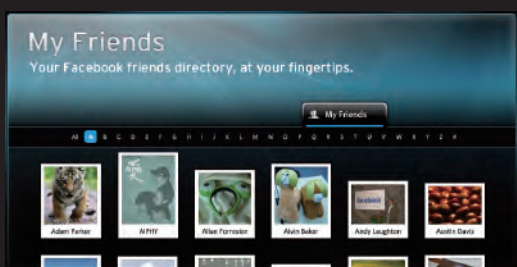 My Friends
Your Facebook friends directory, at your fingertips.
My Friends
All A B C D E F G H I J K L M N O P Q R S T U V W X Y Z #
facebook
Adam Parker
Allan Forrester
Alvin Baker
Andy Laughton
Austin Davis